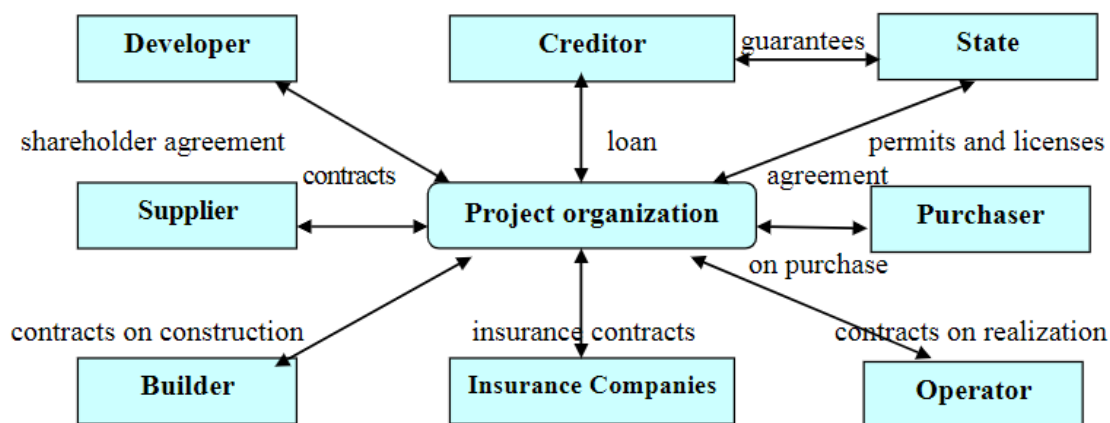 Developer
Creditor
guarantees
State
shareholder agreement
loan
permits and licenses
contracts
agreement
Supplier
Project organization
Purchaser
on purchase
contracts on construction
insurance contracts
contracts on realization
Builder
Insurance Companies
Operator